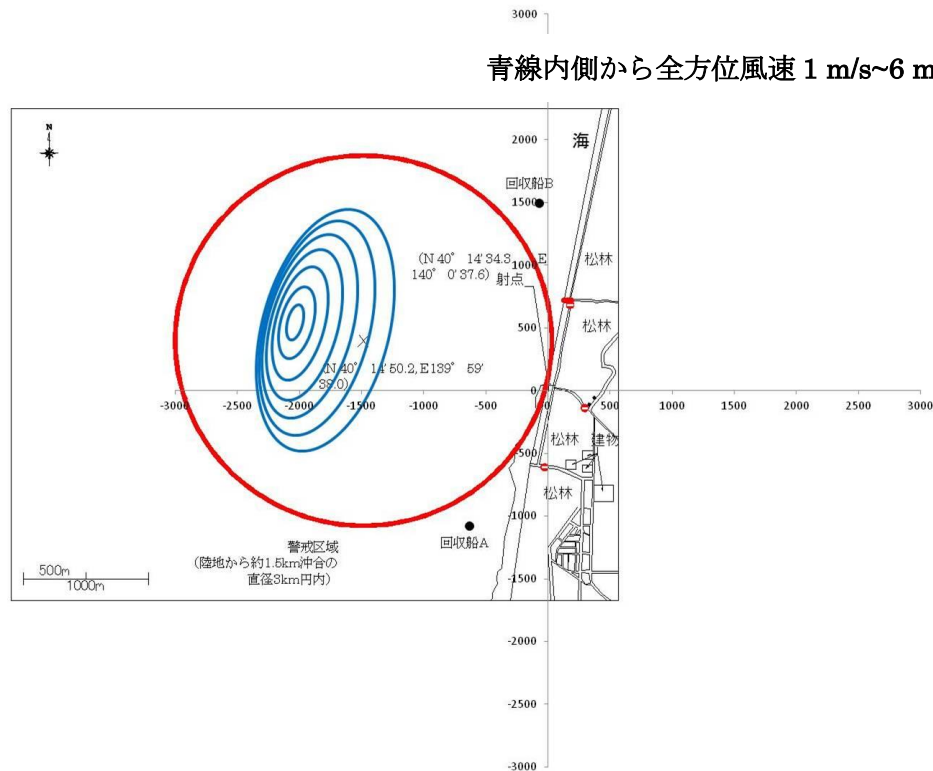 3000
青線内側から全方位風速 1 m/s~6 m
2000
1500
1000
500
0
-500
-1000
-1500
-2000
-2500
-3000
-3000
-2500
-2000
-1500
-1000
-500
500
1000
1500
2000
2500
3000
N
海
回収船B
(N 40° 14'34.3, E
140° 0'37.6) 射点
松林
松林
(N 40° 14'50.2, E139° 59'
38.0)
松林
建物
松林
回収船A
警戒区域
(陸地から約1.5km沖合の
直径3km円内)
500m
1000m